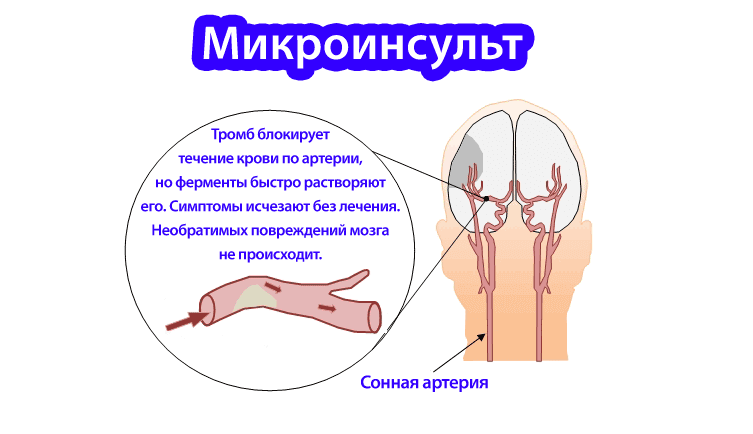 Микроинсульт
Тромб блокирует
течение крови по артерии,
но ферменты быстро растворяют
его. Симптомы исчезают без лечения.
Необратимых повреждений мозга
не происходит.
Сонная артерия